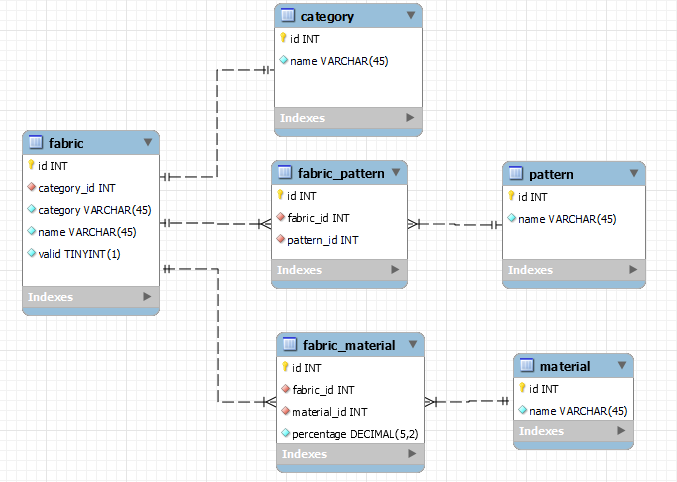 category
id INT
name VARCHAR(45)
Indexes
fabric
id INT
category_id INT
category VARCHAR(45)
name VARCHAR(45)
valid TINYINT(1)
Indexes
fabric_pattern
id INT
fabric_id INT
pattern_id INT
Indexes
pattern
id INT
name VARCHAR(45)
Indexes
fabric_material
id INT
fabric_id INT
material_id INT
percentage DECIMAL(5,2)
Indexes
material
id INT
name VARCHAR(45)
Indexes